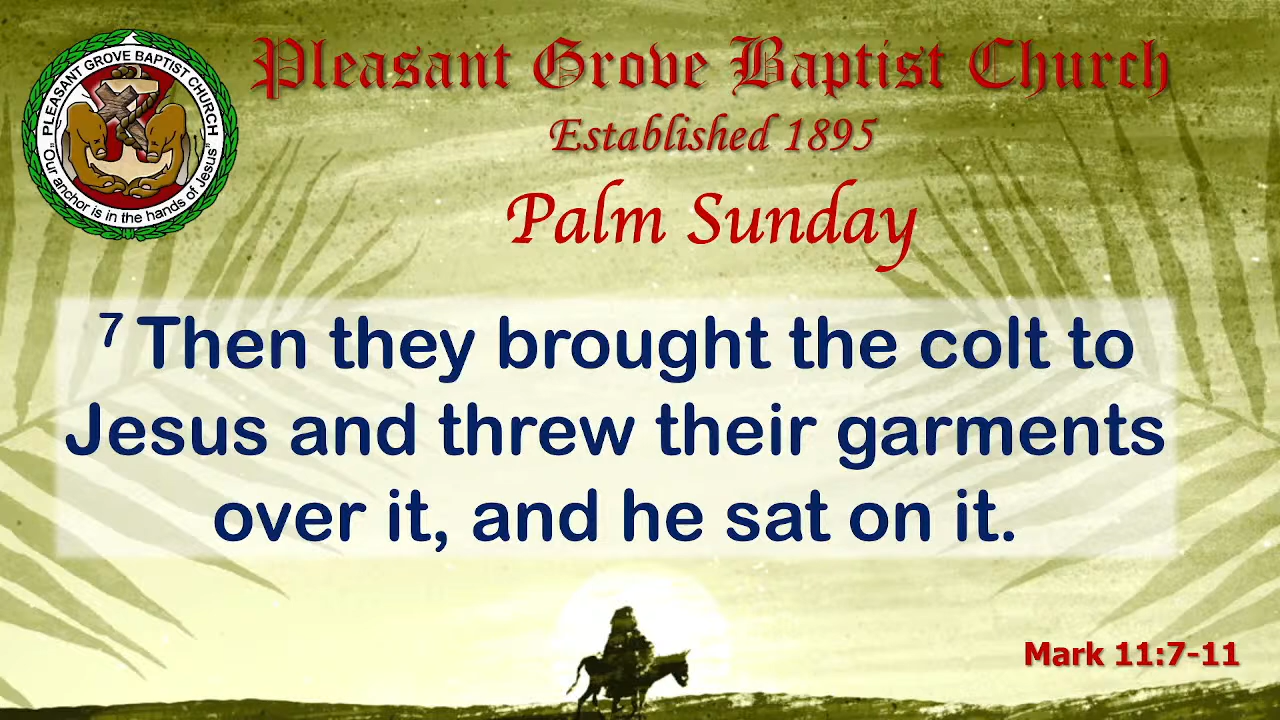 PLEASANT GROVE BAPTIST CHURCH
"Our anchor is in the hands of Jesus"
Pleasant Grove Baptist Church
Established 1895
Palm Sunday
7 Then they brought the colt to
Jesus and threw their garments
over it, and he sat on it.
Mark 11:7-11